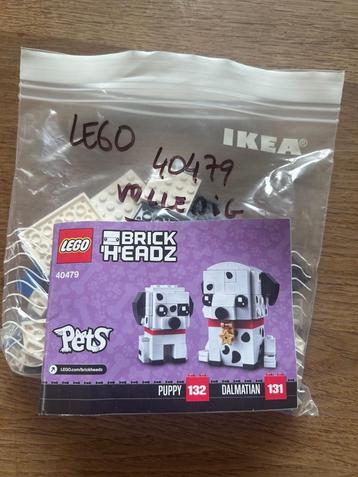 LEGO
IKEA®
40479
VOLLEDIG
LEGO
BRICK
HEADZ
40479
Pets
LEGO.com/brickheadz
PUPPY 132 DALMATIAN 131